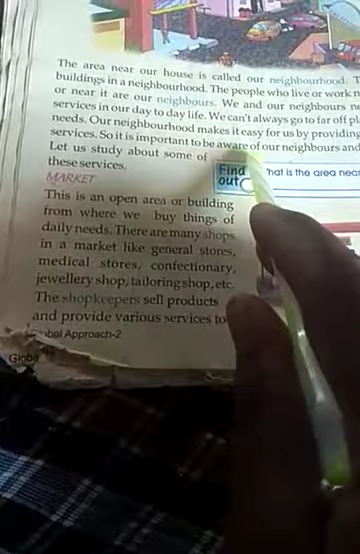 The area near our house is called our neighbourhood. T
buildings in a neighbourhood. The people who live or work n
or near it are our neighbours. We and our neighbours n
services in our day to day life. We can't always go to far off pl
needs. Our neighbourhood makes it easy for us by providing
services. So it is important to be aware of our neighbours and
Let us study about some of
these services.
Find out
hat is the area near
MARKET
This is an open area or building
from where we buy things of
daily needs. There are many shops
in a market like general stores,
medical stores, confectionary,
jewellery shop, tailoring shop, etc.
The shopkeepers sell products
and provide various services to
obal Approach-2
Globa